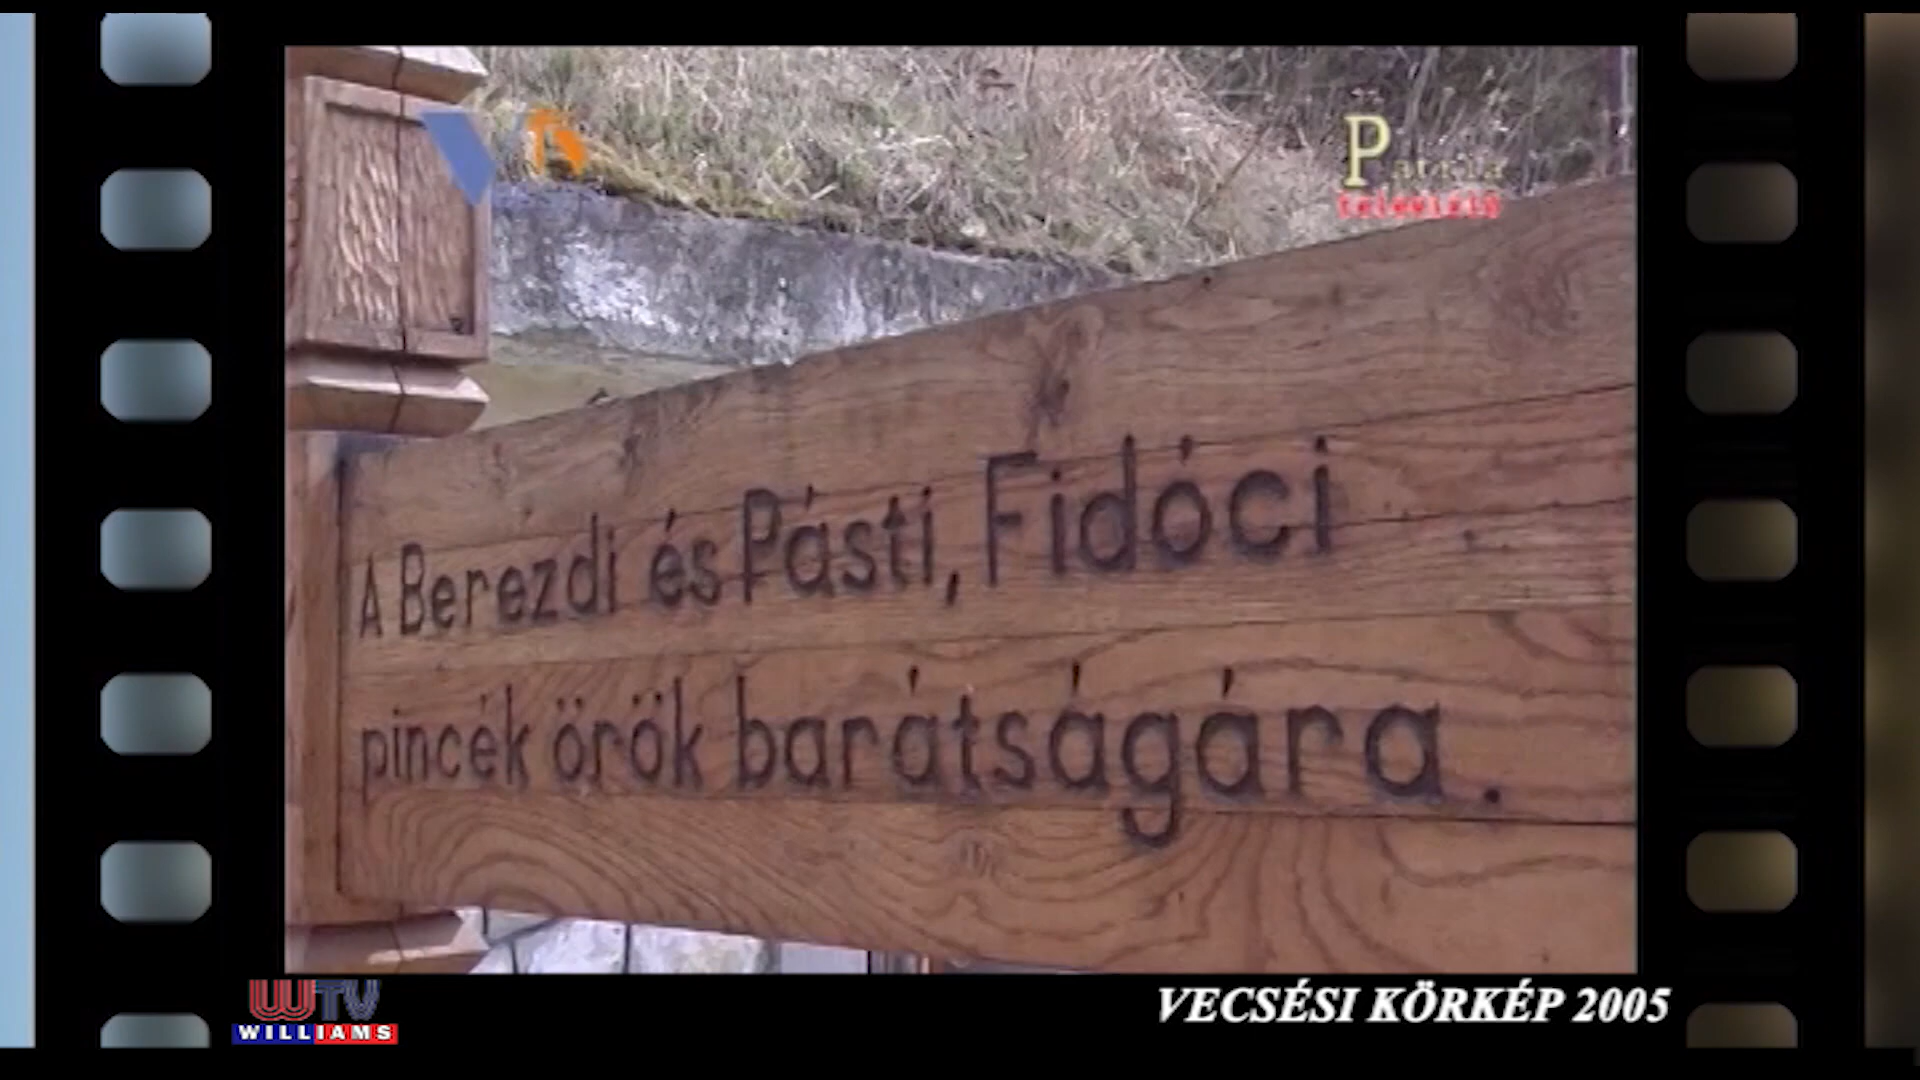 Patria
televízió
A Berezdi és Pásti, Fidóci
pincék örök barátságára.
WTV
WILLIAMS
VECSÉSI KÖRKÉP 2005